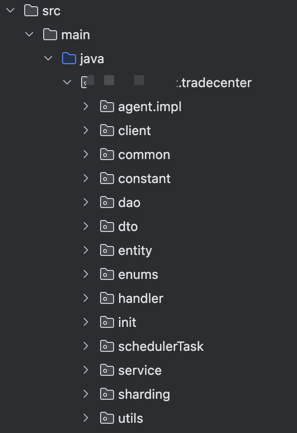 src
main
java
.tradecenter
agent.impl
client
common
constant
dao
dto
entity
enums
handler
init
schedulerTask
service
sharding
utils